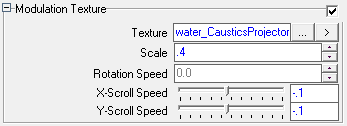 Modulation Texture
Texture water_CausticsProjector ... >
Scale .4
Rotation Speed 0.0
X-Scroll Speed -.1
Y-Scroll Speed -.1